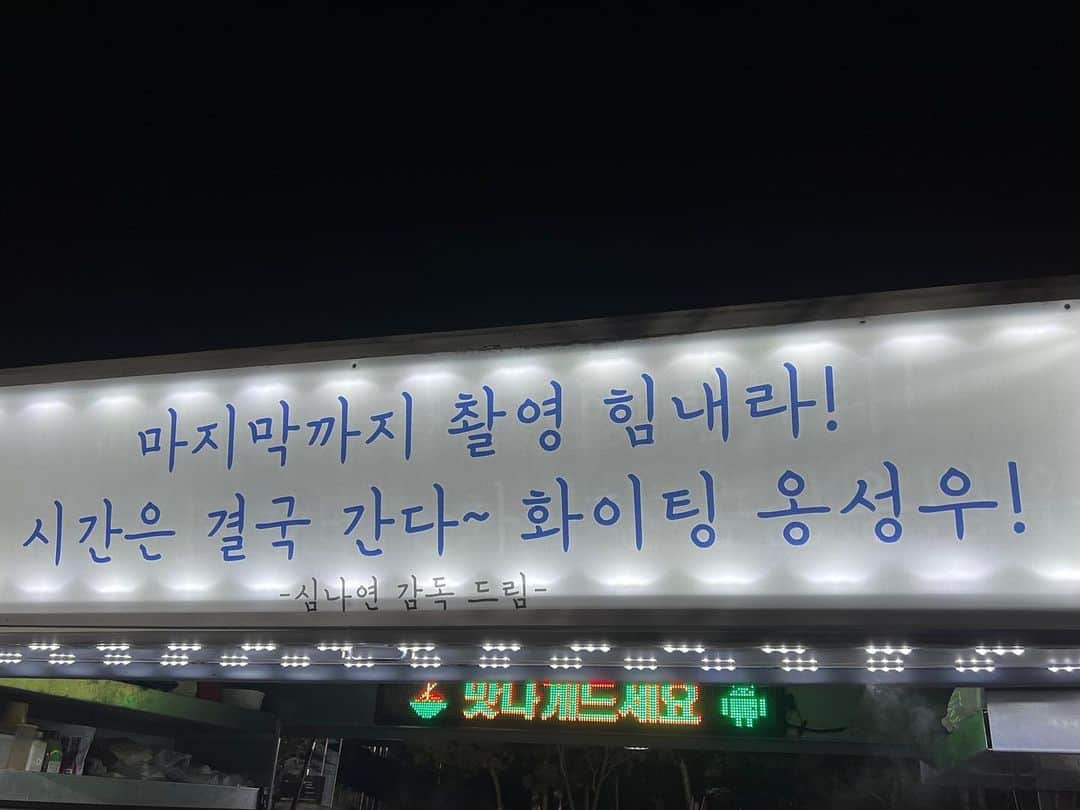 마지막까지 촬영 힘내라!
시간은 결국 간다~ 화이팅 옹성우!
-심나연 감독 드림-
맛나게드세요